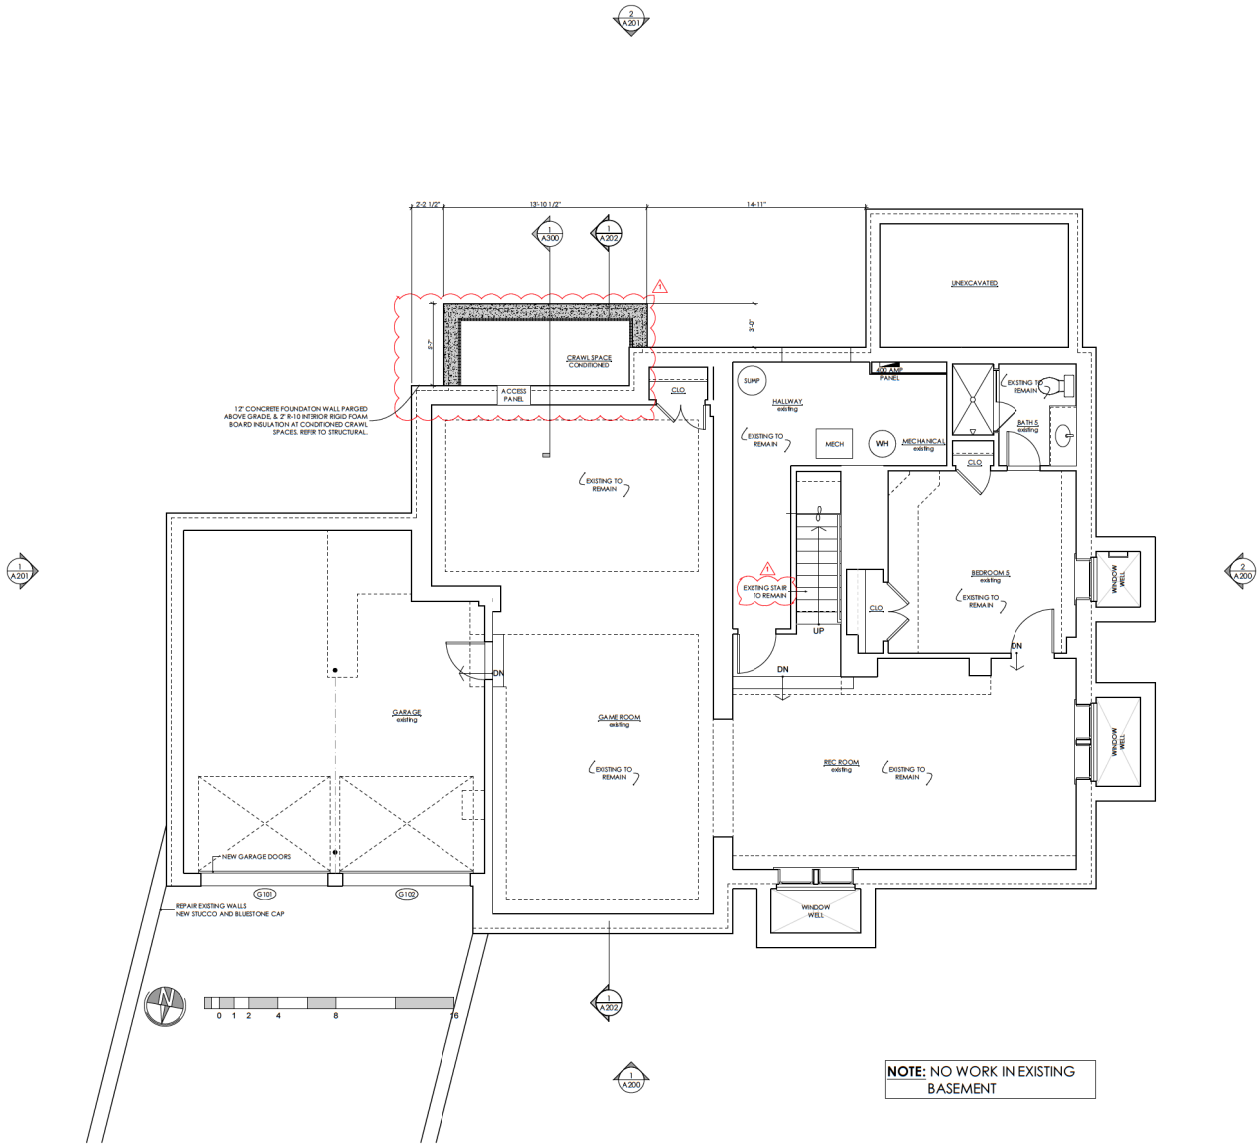 2
A201
2'-2 1/2"
13'-10 1/2"
14'-11"
1
A300
1
A202
UNEXCAVATED
1
3'-0"
5'-7"
CRAWL SPACE
CONDITIONED
ACCESS
PANEL
CLO
SUMP
400 AMP
PANEL
EXISTING TO
REMAIN
12" CONCRETE FOUNDATON WALL PARGED
ABOVE GRADE, & 2" R-10 INTERIOR RIGID FOAM
BOARD INSULATION AT CONDITIONED CRAWL
SPACES. REFER TO STRUCTURAL.
HALLWAY
existing
EXISTING TO
REMAIN
MECH
WH
MECHANICAL
existing
BATH 5
existing
CLO
EXISTING TO
REMAIN
1
A201
2
A200
1
EXISTING STAIR
TO REMAIN
UP
CLO
BEDROOM 5
existing
EXISTING TO
REMAIN
WINDOW
WELL
DN
DN
DN
GARAGE
existing
GAME ROOM
existing
EXISTING TO
REMAIN
REC ROOM
existing
EXISTING TO
REMAIN
WINDOW
WELL
NEW GARAGE DOORS
G101
G102
REPAIR EXISTING WALLS
NEW STUCCO AND BLUESTONE CAP
WINDOW
WELL
N
0 1 2 4 8 16
1
A202
1
A200
NOTE: NO WORK IN EXISTING
BASEMENT